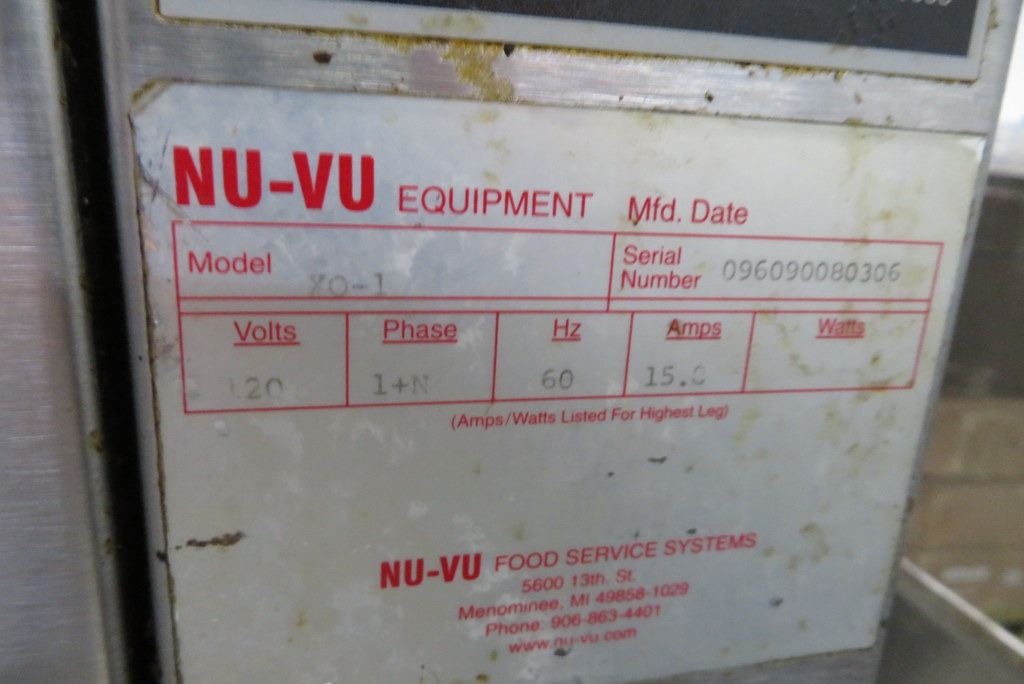 NU-VU EQUIPMENT Mfd. Date
Model XO-1
Serial Number 096090080306
Volts Phase Hz Amps Watts
120 1+N 60 15.0
(Amps/Watts Listed For Highest Leg)
NU-VU FOOD SERVICE SYSTEMS
5600 13th. St.
Menominee, MI 49858-1029
Phone: 906-863-4401
www.nu-vu.com